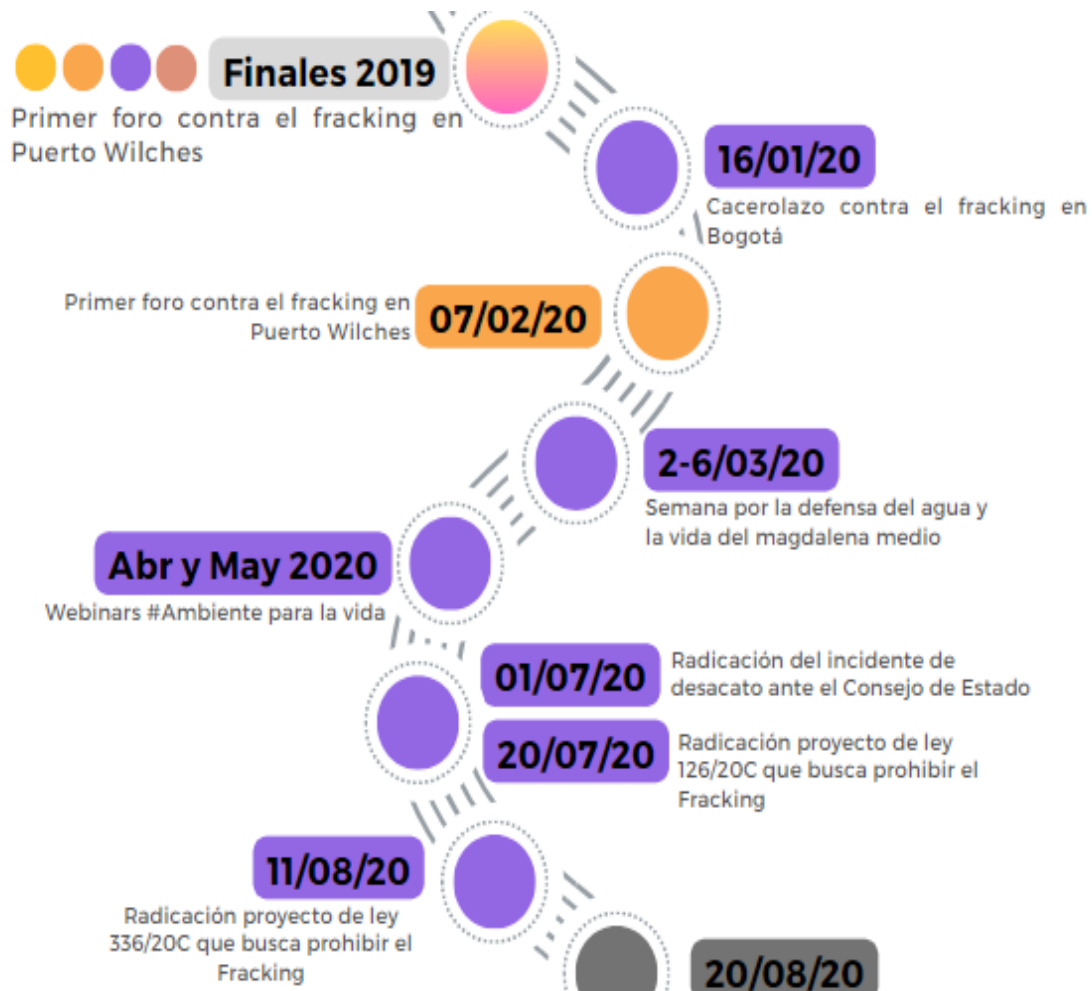 Finales 2019
Primer foro contra el fracking en
Puerto Wilches
16/01/20
Cacerolazo contra el fracking en
Bogotá
Primer foro contra el fracking en
Puerto Wilches
07/02/20
2-6/03/20
Semana por la defensa del agua y
la vida del magdalena medio
Abr y May 2020
Webinars #Ambiente para la vida
01/07/20
Radicación del incidente de
desacato ante el Consejo de Estado
20/07/20
Radicación proyecto de ley
126/20C que busca prohibir el
Fracking
11/08/20
Radicación proyecto de ley
336/20C que busca prohibir el
Fracking
20/08/20